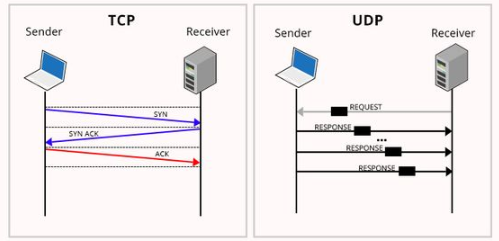 TCP
Sender
Receiver
SYN
SYN ACK
ACK
UDP
Sender
Receiver
REQUEST
RESPONSE
...
RESPONSE
RESPONSE